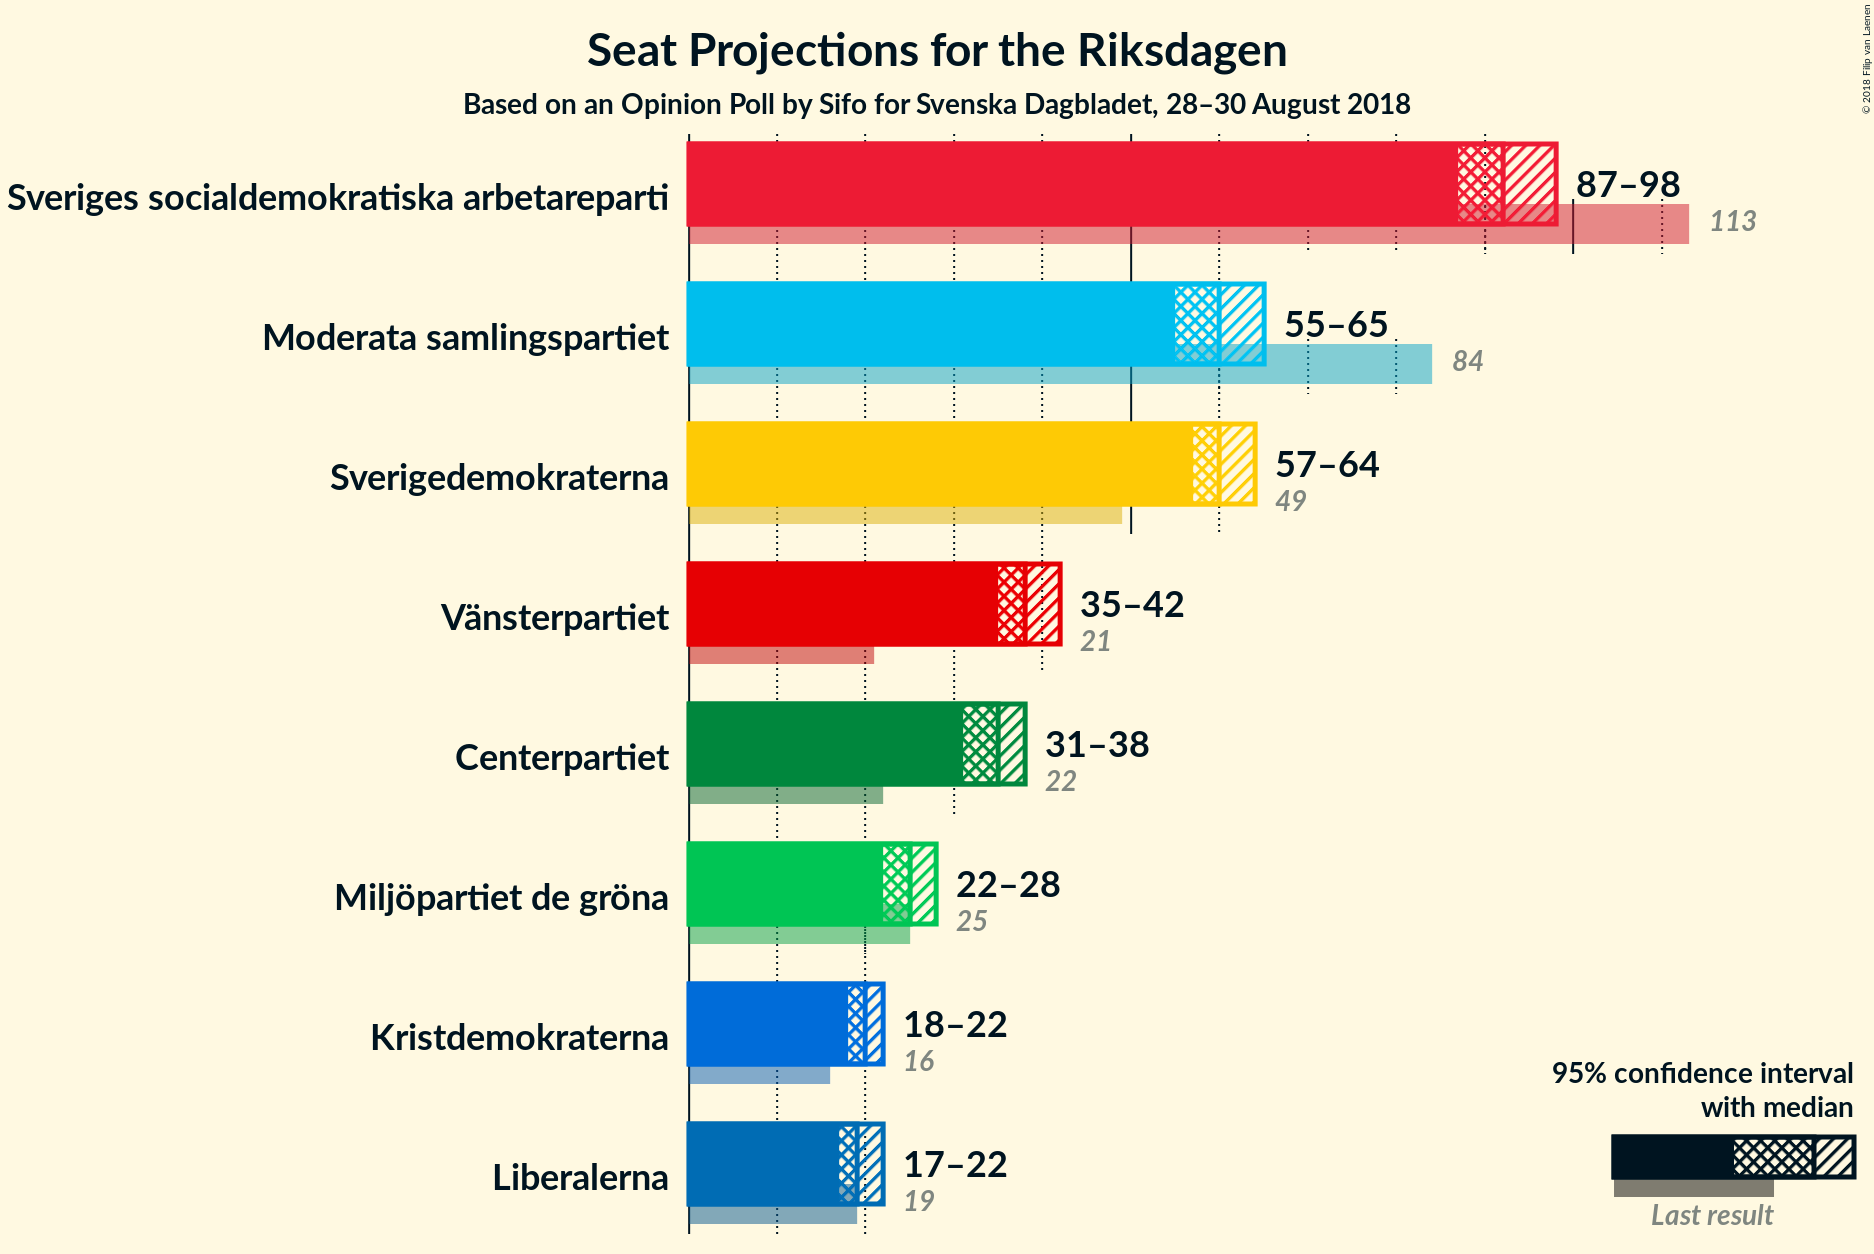 Seat Projections for the Riksdagen
Based on an Opinion Poll by Sifo for Svenska Dagbladet, 28–30 August 2018
© 2018 Filip van Laenen
Sveriges socialdemokratiska arbetareparti
87–98
113
Moderata samlingspartiet
55–65
84
Sverigedemokraterna
57–64
49
Vänsterpartiet
35–42
21
Centerpartiet
31–38
22
Miljöpartiet de gröna
22–28
25
Kristdemokraterna
18–22
16
Liberalerna
17–22
19
95% confidence interval
with median
Last result